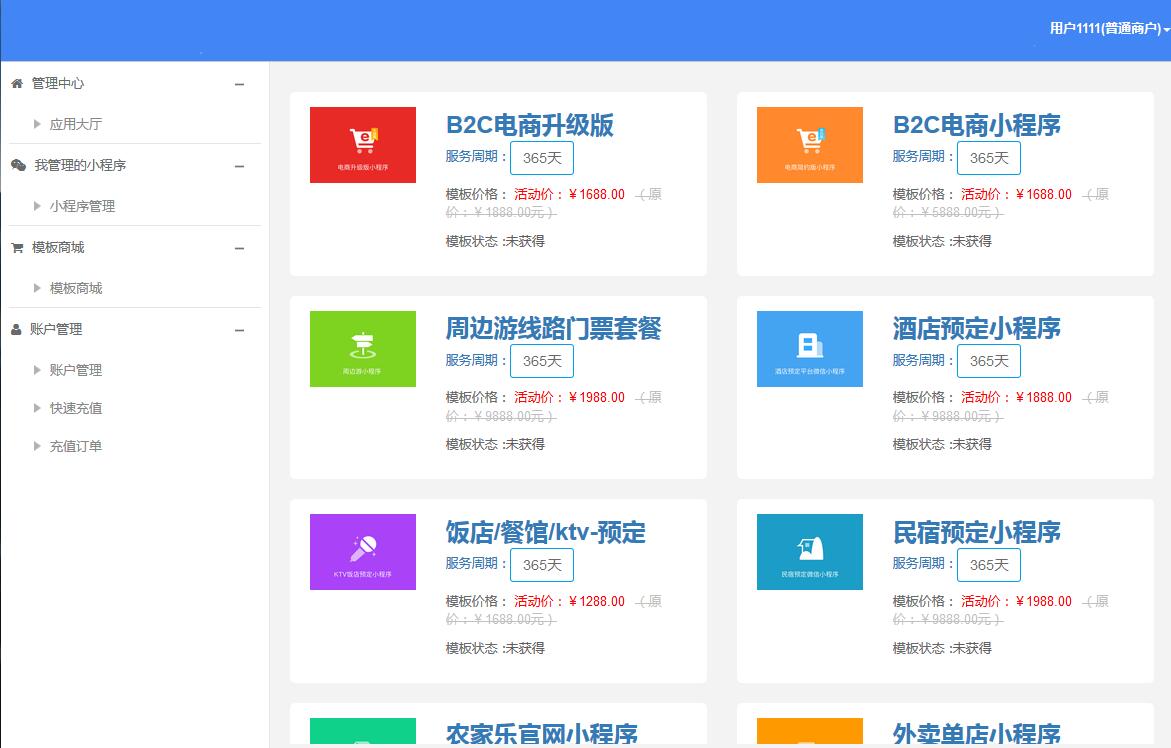 用户1111(普通商户)
管理中心
应用大厅
我管理的小程序
小程序管理
模板商城
模板商城
账户管理
账户管理
快速充值
充值订单
电商升级版小程序
B2C电商升级版
服务周期： 365天
模板价格： 活动价：￥1688.00 （原
价：￥1888.00元）
模板状态 :未获得
电商简约版小程序
B2C电商小程序
服务周期： 365天
模板价格： 活动价：￥1688.00 （原
价：￥5888.00元）
模板状态 :未获得
周边游小程序
周边游线路门票套餐
服务周期： 365天
模板价格： 活动价：￥1988.00 （原
价：￥9888.00元）
模板状态 :未获得
酒店预定平台微信小程序
酒店预定小程序
服务周期： 365天
模板价格： 活动价：￥1888.00 （原
价：￥9888.00元）
模板状态 :未获得
KTV饭店预定小程序
饭店/餐馆/ktv-预定
服务周期： 365天
模板价格： 活动价：￥1288.00 （原
价：￥1688.00元）
模板状态 :未获得
民宿预定微信小程序
民宿预定小程序
服务周期： 365天
模板价格： 活动价：￥1988.00 （原
价：￥9888.00元）
模板状态 :未获得
农家乐官网小程序
外卖单店小程序